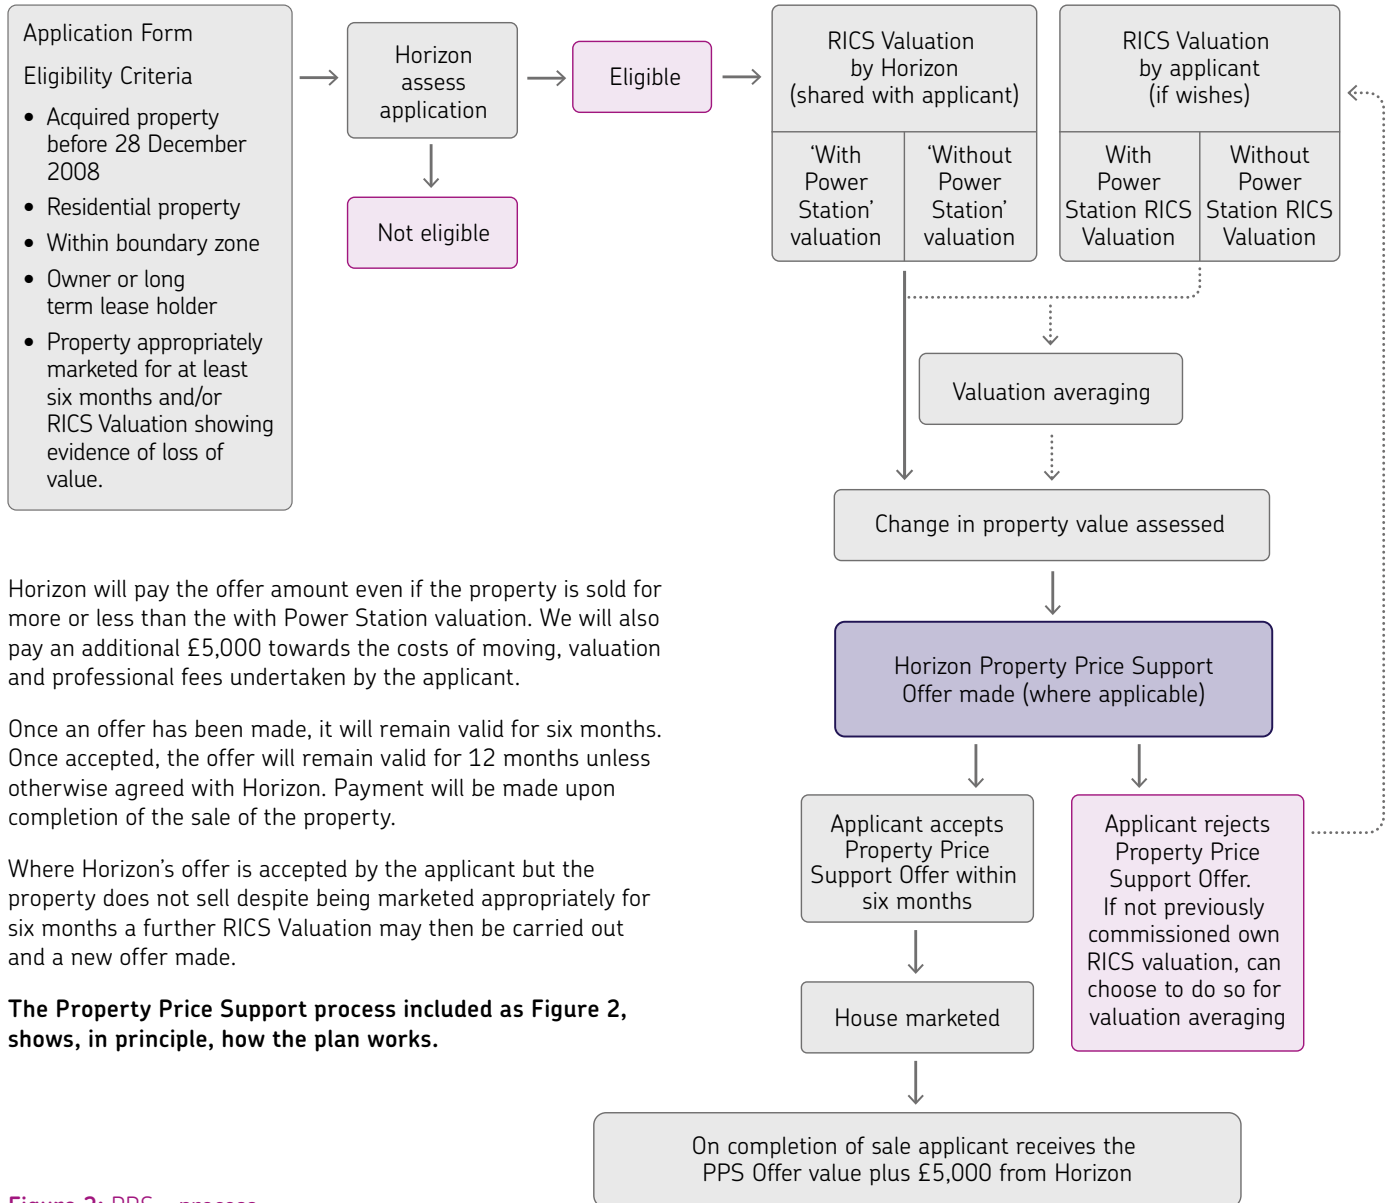 Application Form
Eligibility Criteria
• Acquired property
before 28 December
2008
• Residential property
• Within boundary zone
• Owner or long
term lease holder
• Property appropriately
marketed for at least
six months and/or
RICS Valuation showing
evidence of loss of
value.
Horizon
assess
application
Not eligible
Eligible
RICS Valuation
by Horizon
(shared with applicant)
‘With
Power
Station’
valuation
‘Without
Power
Station’
valuation
RICS Valuation
by applicant
(if wishes)
With
Power
Station RICS
Valuation
Without
Power
Station RICS
Valuation
Valuation averaging
Change in property value assessed
Horizon Property Price Support
Offer made (where applicable)
Applicant accepts
Property Price
Support Offer within
six months
Applicant rejects
Property Price
Support Offer.
If not previously
commissioned own
RICS valuation, can
choose to do so for
valuation averaging
House marketed
On completion of sale applicant receives the
PPS Offer value plus £5,000 from Horizon
Horizon will pay the offer amount even if the property is sold for
more or less than the with Power Station valuation. We will also
pay an additional £5,000 towards the costs of moving, valuation
and professional fees undertaken by the applicant.
Once an offer has been made, it will remain valid for six months.
Once accepted, the offer will remain valid for 12 months unless
otherwise agreed with Horizon. Payment will be made upon
completion of the sale of the property.
Where Horizon’s offer is accepted by the applicant but the
property does not sell despite being marketed appropriately for
six months a further RICS Valuation may then be carried out
and a new offer made.
The Property Price Support process included as Figure 2,
shows, in principle, how the plan works.